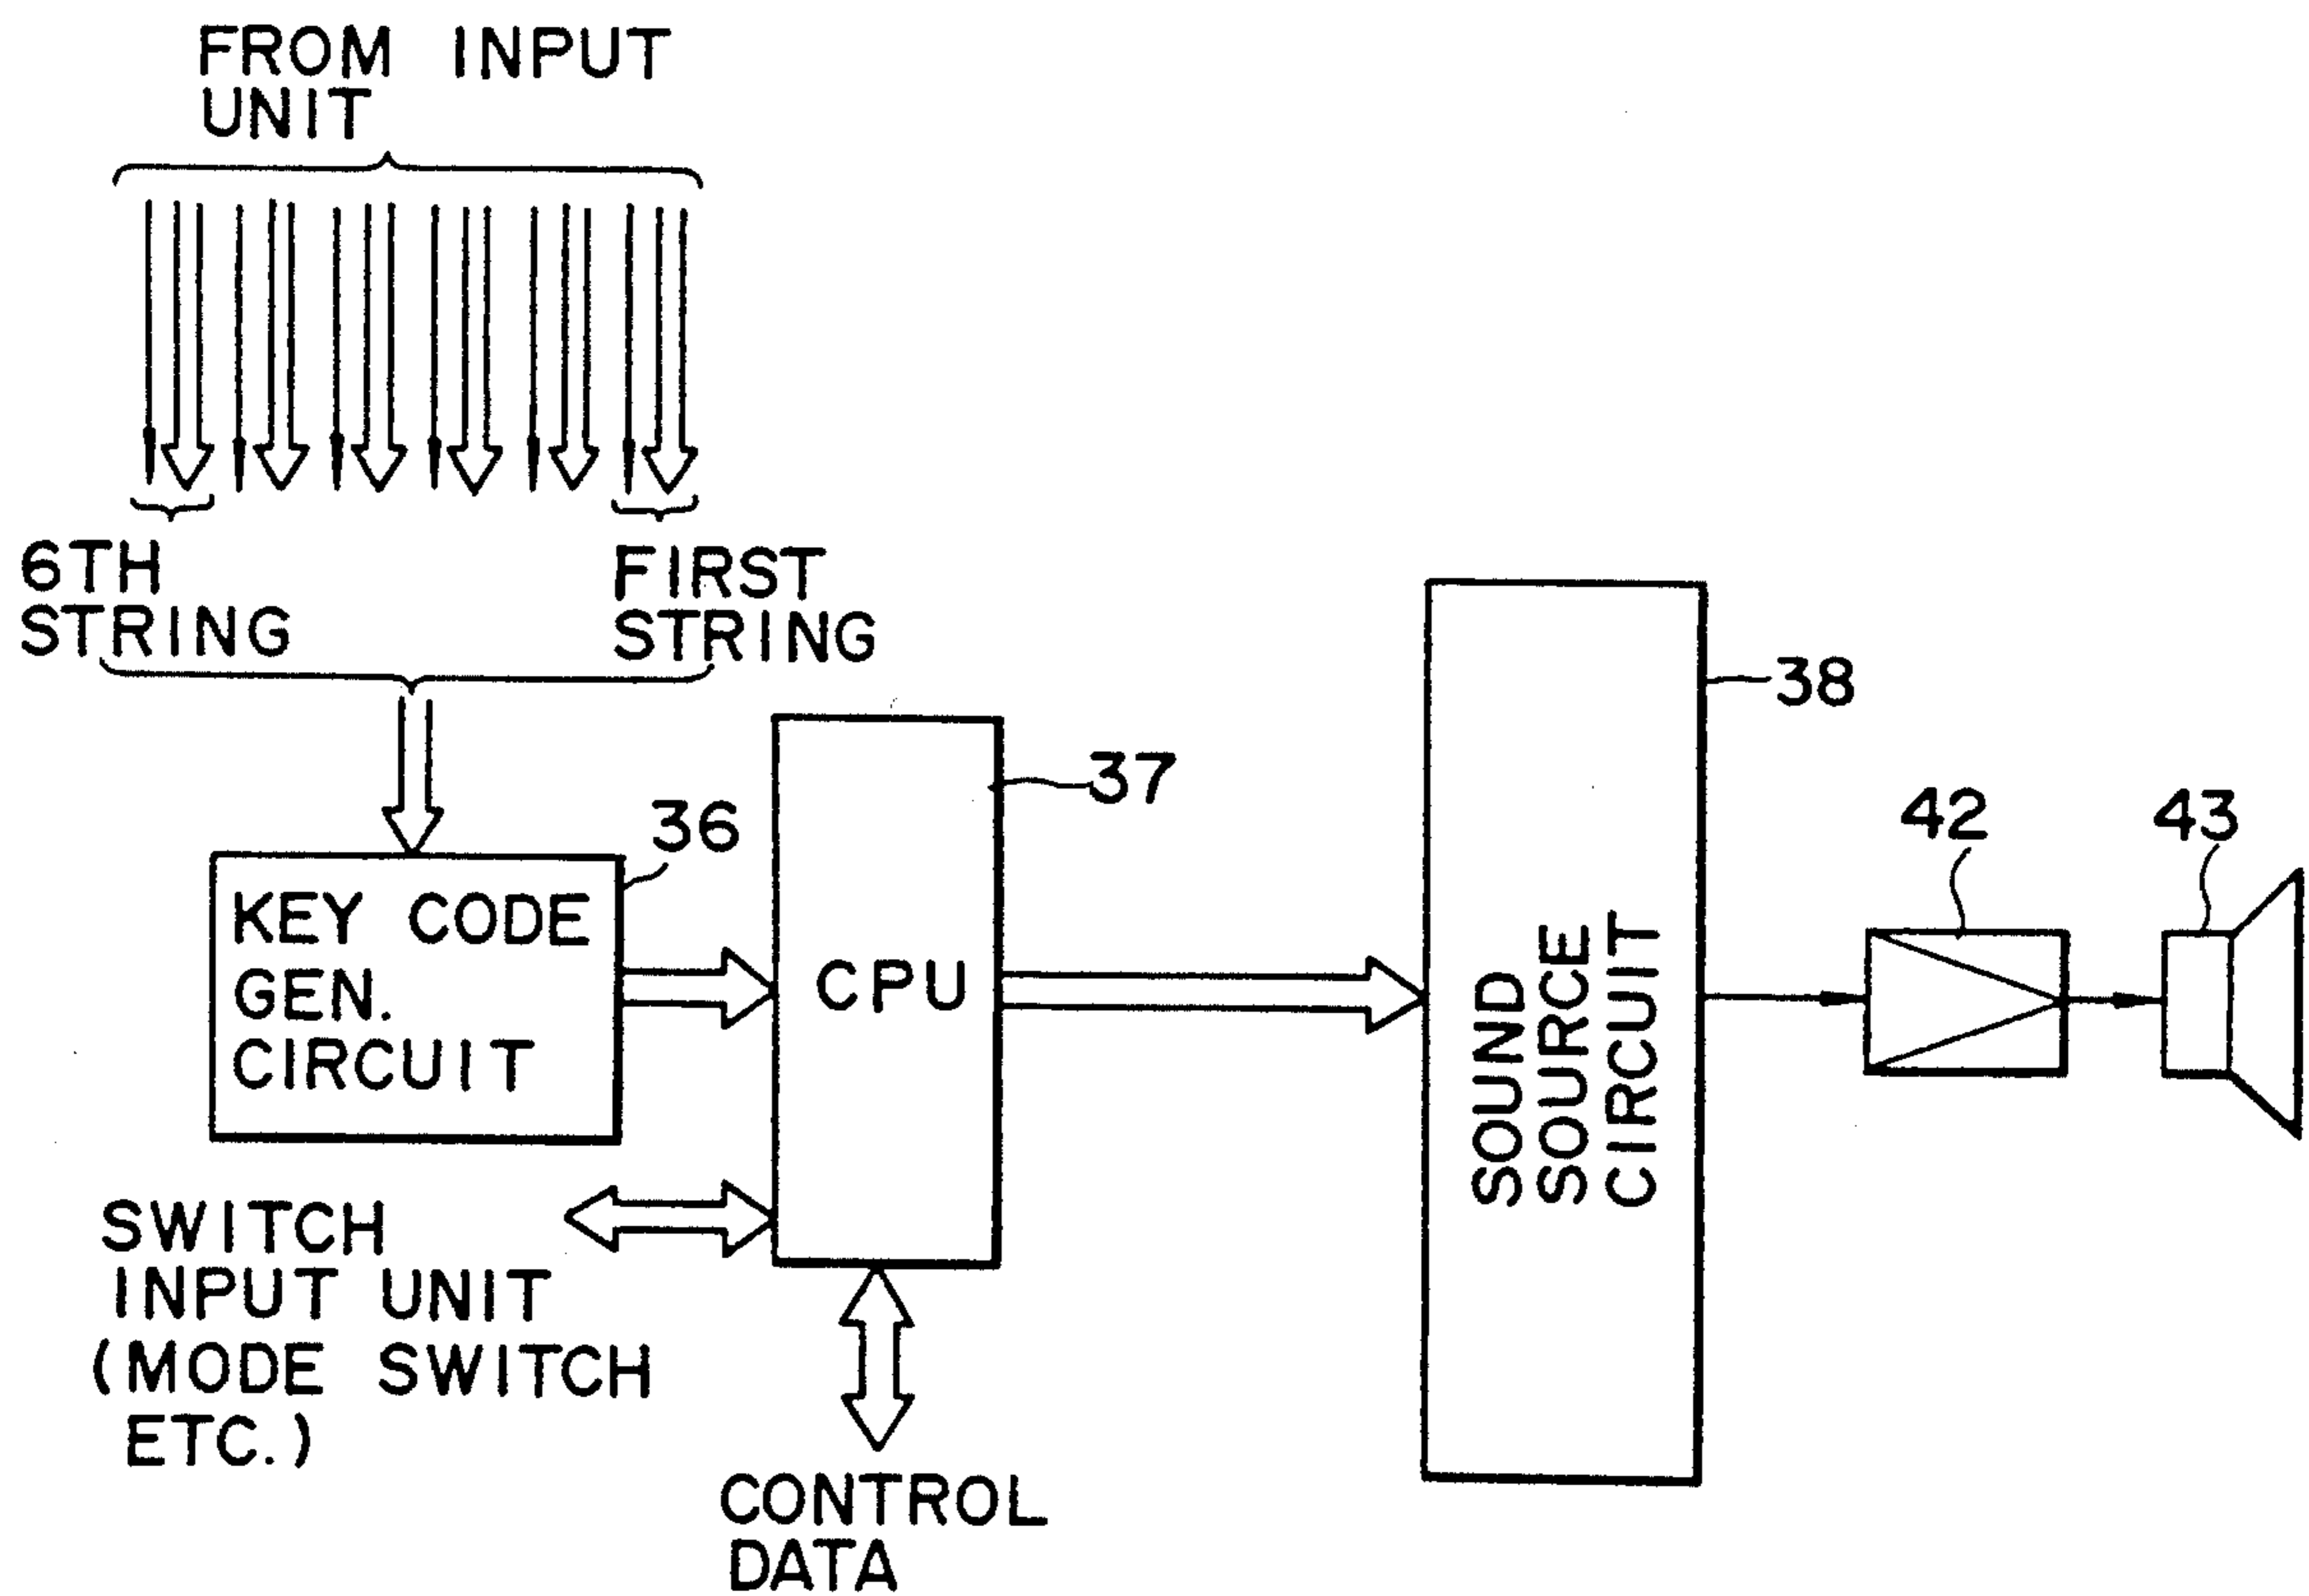 FROM INPUT
UNIT
6TH
STRING
FIRST
STRING
36
KEY CODE
GEN.
CIRCUIT
37
CPU
38
SOUND
SOURCE
CIRCUIT
42
43
SWITCH
INPUT UNIT
(MODE SWITCH
ETC.)
CONTROL
DATA